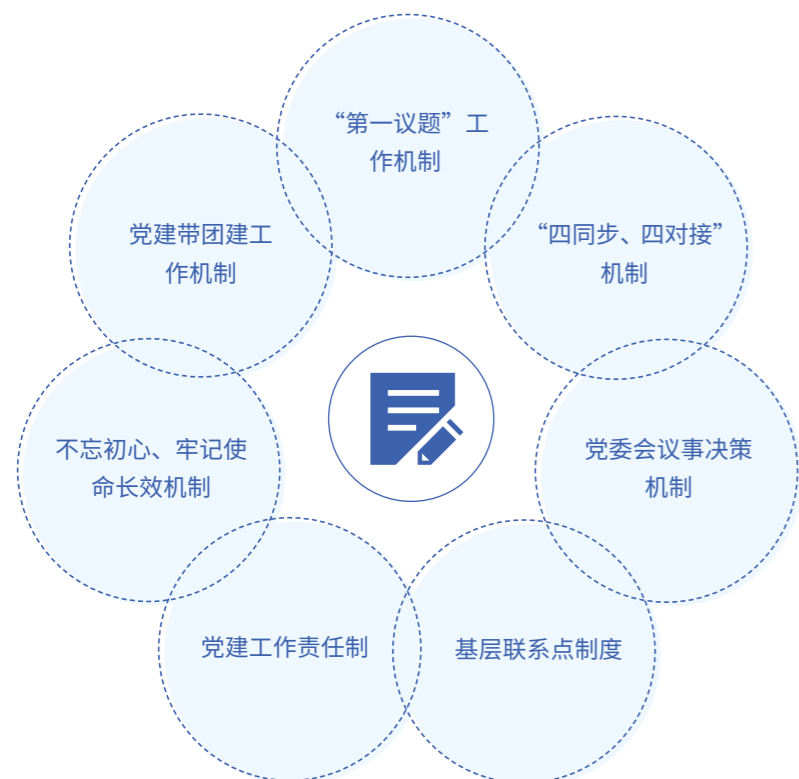 “第一议题”工
作机制
“四同步、四对接”
机制
党委会议事决策
机制
基层联系点制度
党建工作责任制
不忘初心、牢记使
命长效机制
党建带团建工
作机制